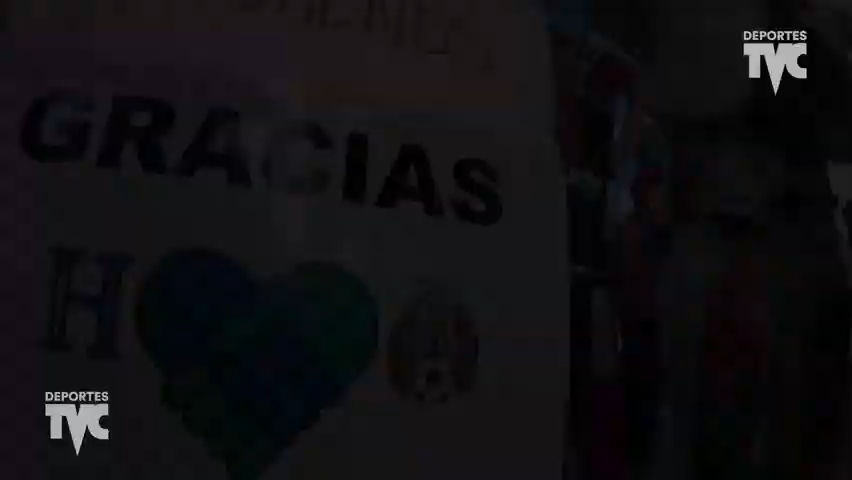 DEPORTES
TVC
GRACIAS
H
DEPORTES
TVC